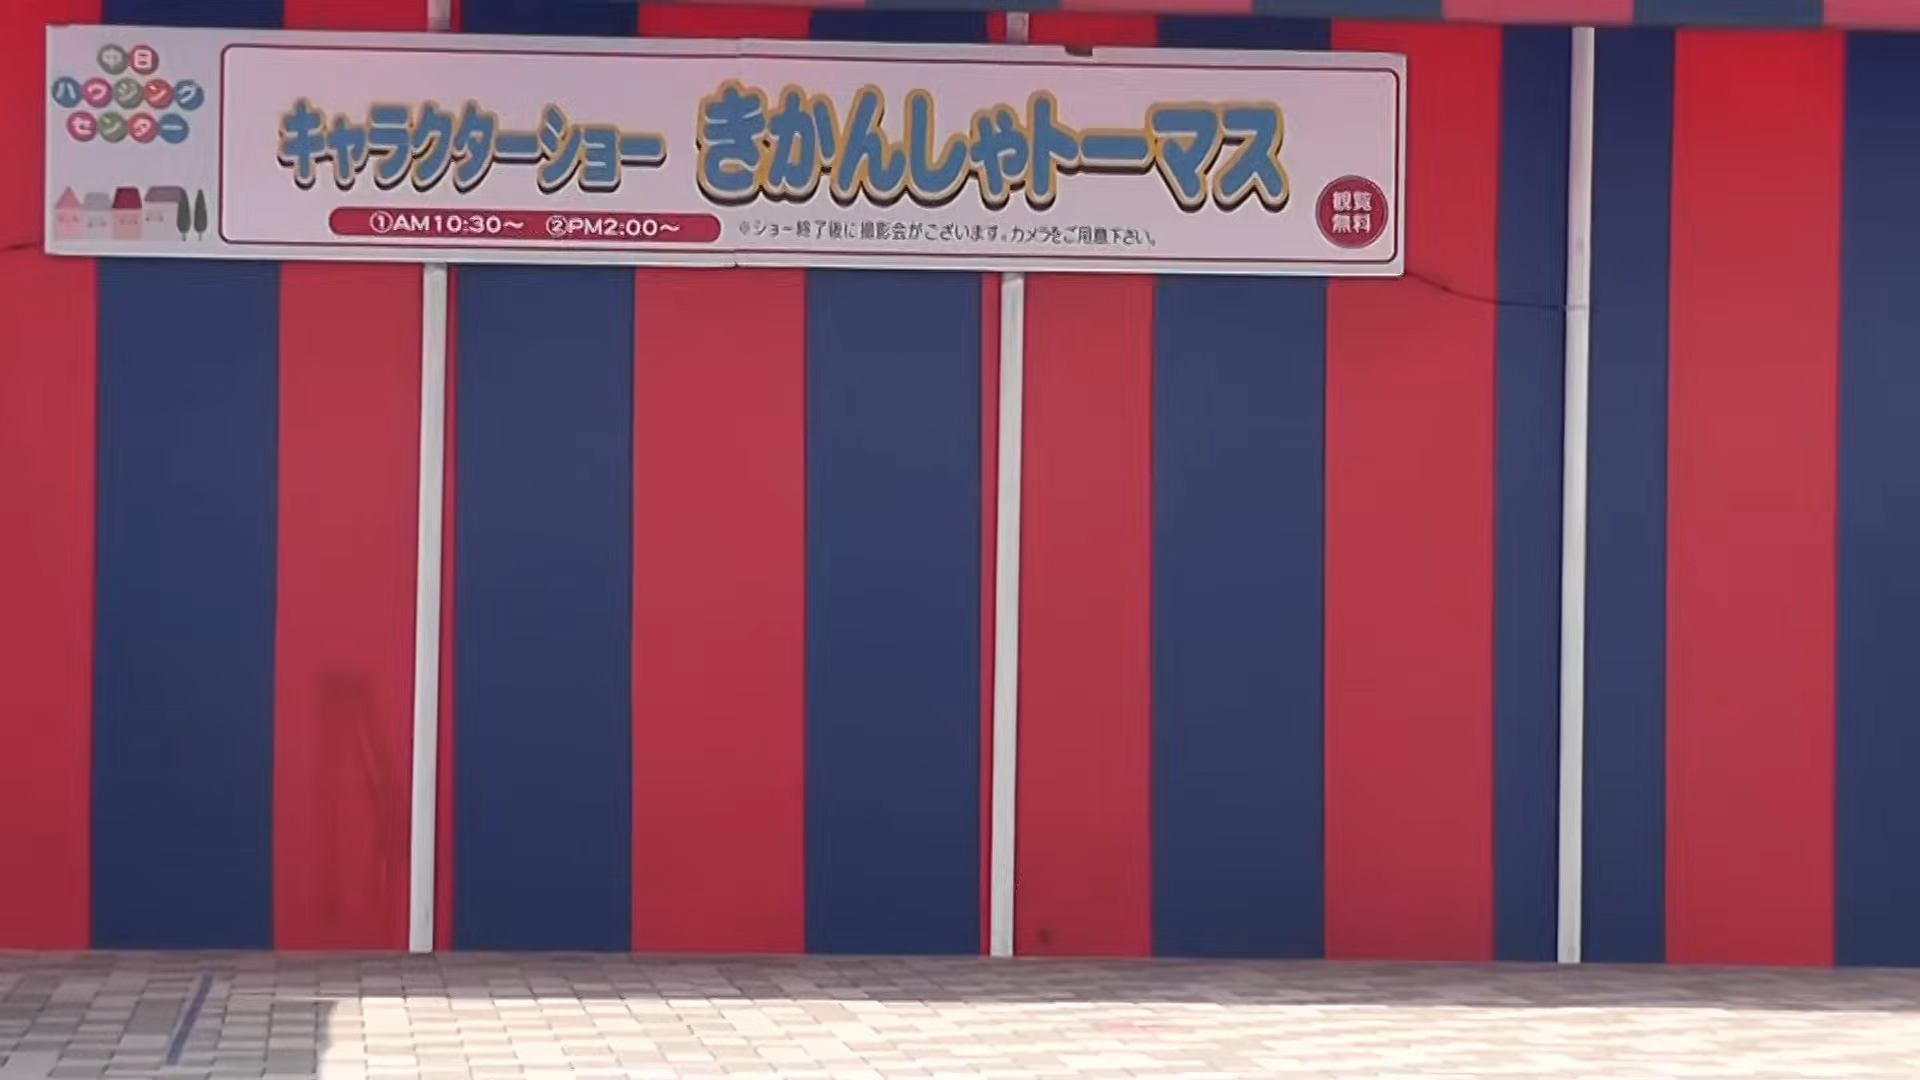 中日
ハウジング
センター
キャラクターショー きかんしゃトーマス
①AM10:30～ ②PM2:00～
※ショー終了後に撮影会がございます。カメラをご用意下さい。
観覧
無料